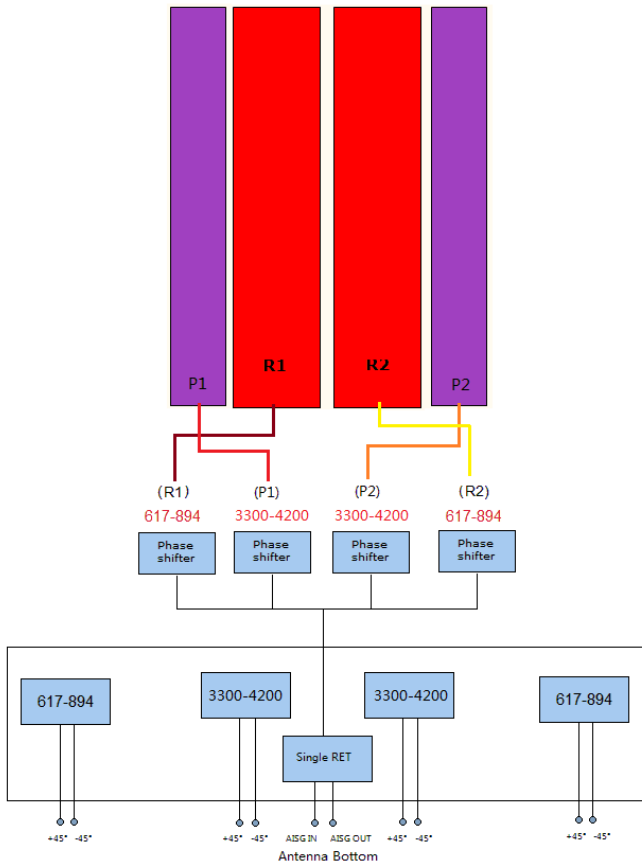 P1
R1
R2
P2
(R1)
(P1)
(P2)
(R2)
617-894
3300-4200
3300-4200
617-894
Phase
shifter
Phase
shifter
Phase
shifter
Phase
shifter
617-894
3300-4200
3300-4200
617-894
Single RET
+45° -45°
+45° -45°
AISG IN
AISG OUT
+45° -45°
+45° -45°
Antenna Bottom